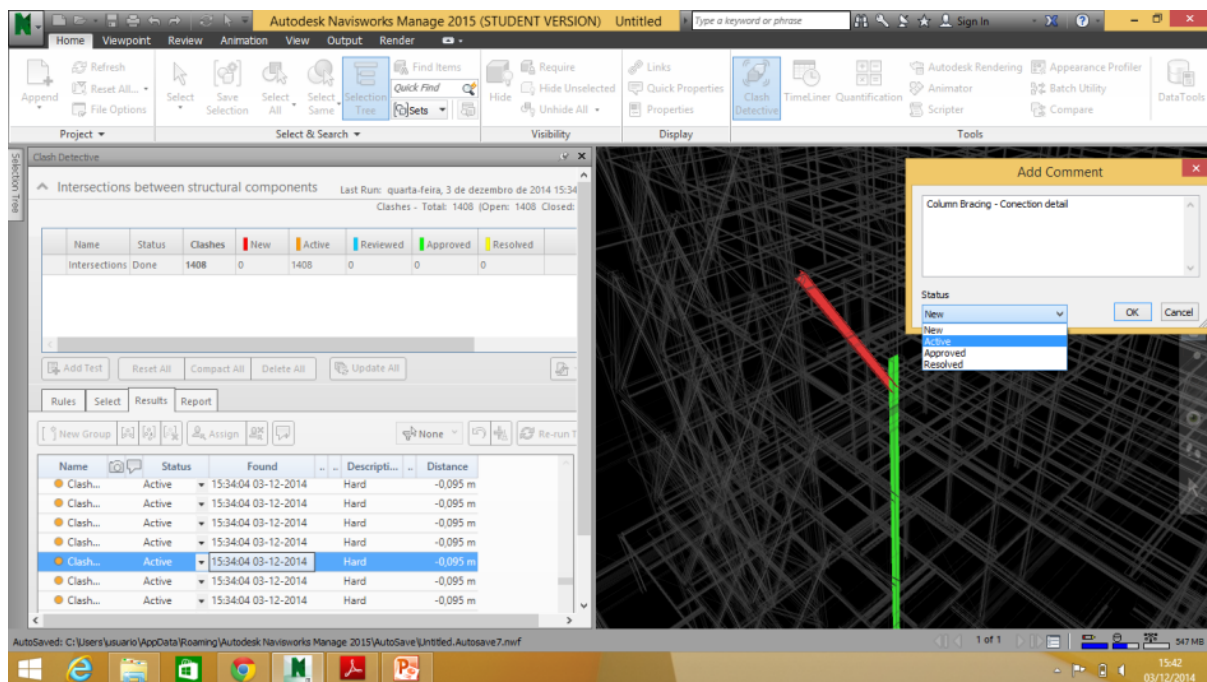 Autodesk Navisworks Manage 2015 (STUDENT VERSION) Untitled Type a keyword or phrase Sign In
Home Viewpoint Review Animation View Output Render
Append Refresh Reset All... File Options
Select Save Selection Select All Select Same Selection Tree Find Items Quick Find Sets
Hide Require Hide Unselected Unhide All
Links Quick Properties Properties
Clash Detective TimeLiner Quantification Autodesk Rendering Animator Scripter Appearance Profiler Batch Utility Compare DataTools
Project Select & Search Visibility Display Tools
Selection Tree
Clash Detective
Intersections between structural components Last Run: quarta-feira, 3 de dezembro de 2014 15:34
Clashes - Total: 1408 (Open: 1408 Closed:
Name Status Clashes New Active Reviewed Approved Resolved
Intersections Done 1408 0 1408 0 0 0
Add Test Reset All Compact All Delete All Update All
Rules Select Results Report
New Group Assign None Re-run T
Name Status Found .. .. Descripti... .. Distance
Clash... Active 15:34:04 03-12-2014 Hard -0,095 m
Clash... Active 15:34:04 03-12-2014 Hard -0,095 m
Clash... Active 15:34:04 03-12-2014 Hard -0,095 m
Clash... Active 15:34:04 03-12-2014 Hard -0,095 m
Clash... Active 15:34:04 03-12-2014 Hard -0,095 m
Clash... Active 15:34:04 03-12-2014 Hard -0,095 m
Clash... Active 15:34:04 03-12-2014 Hard -0,095 m
Add Comment
Column Bracing - Conection detail
Status
New
OK Cancel
New
Active
Approved
Resolved
AutoSaved: C:\Users\usuario\AppData\Roaming\Autodesk Navisworks Manage 2015\AutoSave\Untitled.Autosave7.nwf 1 of 1 547 MB
15:42
03/12/2014